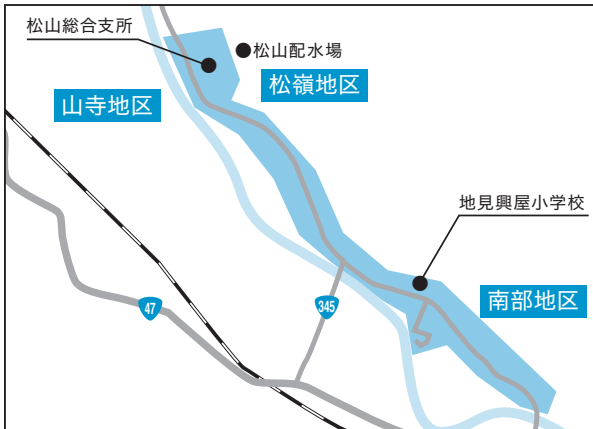 松山総合支所
松山配水場
松嶺地区
山寺地区
地見興屋小学校
南部地区
345
47